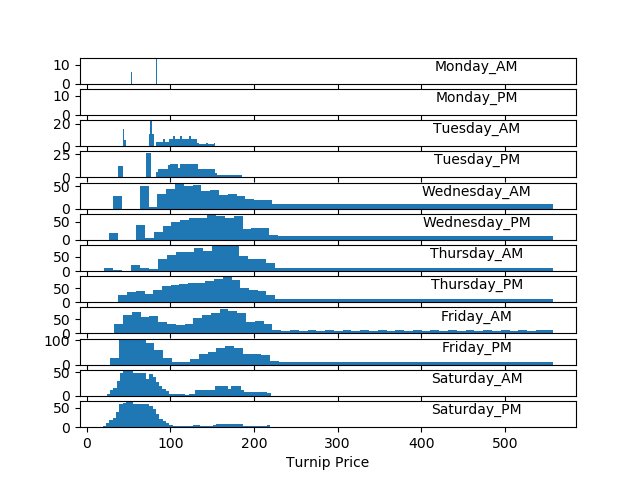 10
0
Monday_AM
10
0
Monday_PM
20
0
Tuesday_AM
25
0
Tuesday_PM
50
0
Wednesday_AM
50
0
Wednesday_PM
50
0
Thursday_AM
50
0
Thursday_PM
50
0
Friday_AM
100
0
Friday_PM
50
0
Saturday_AM
50
0
Saturday_PM
0 100 200 300 400 500
Turnip Price